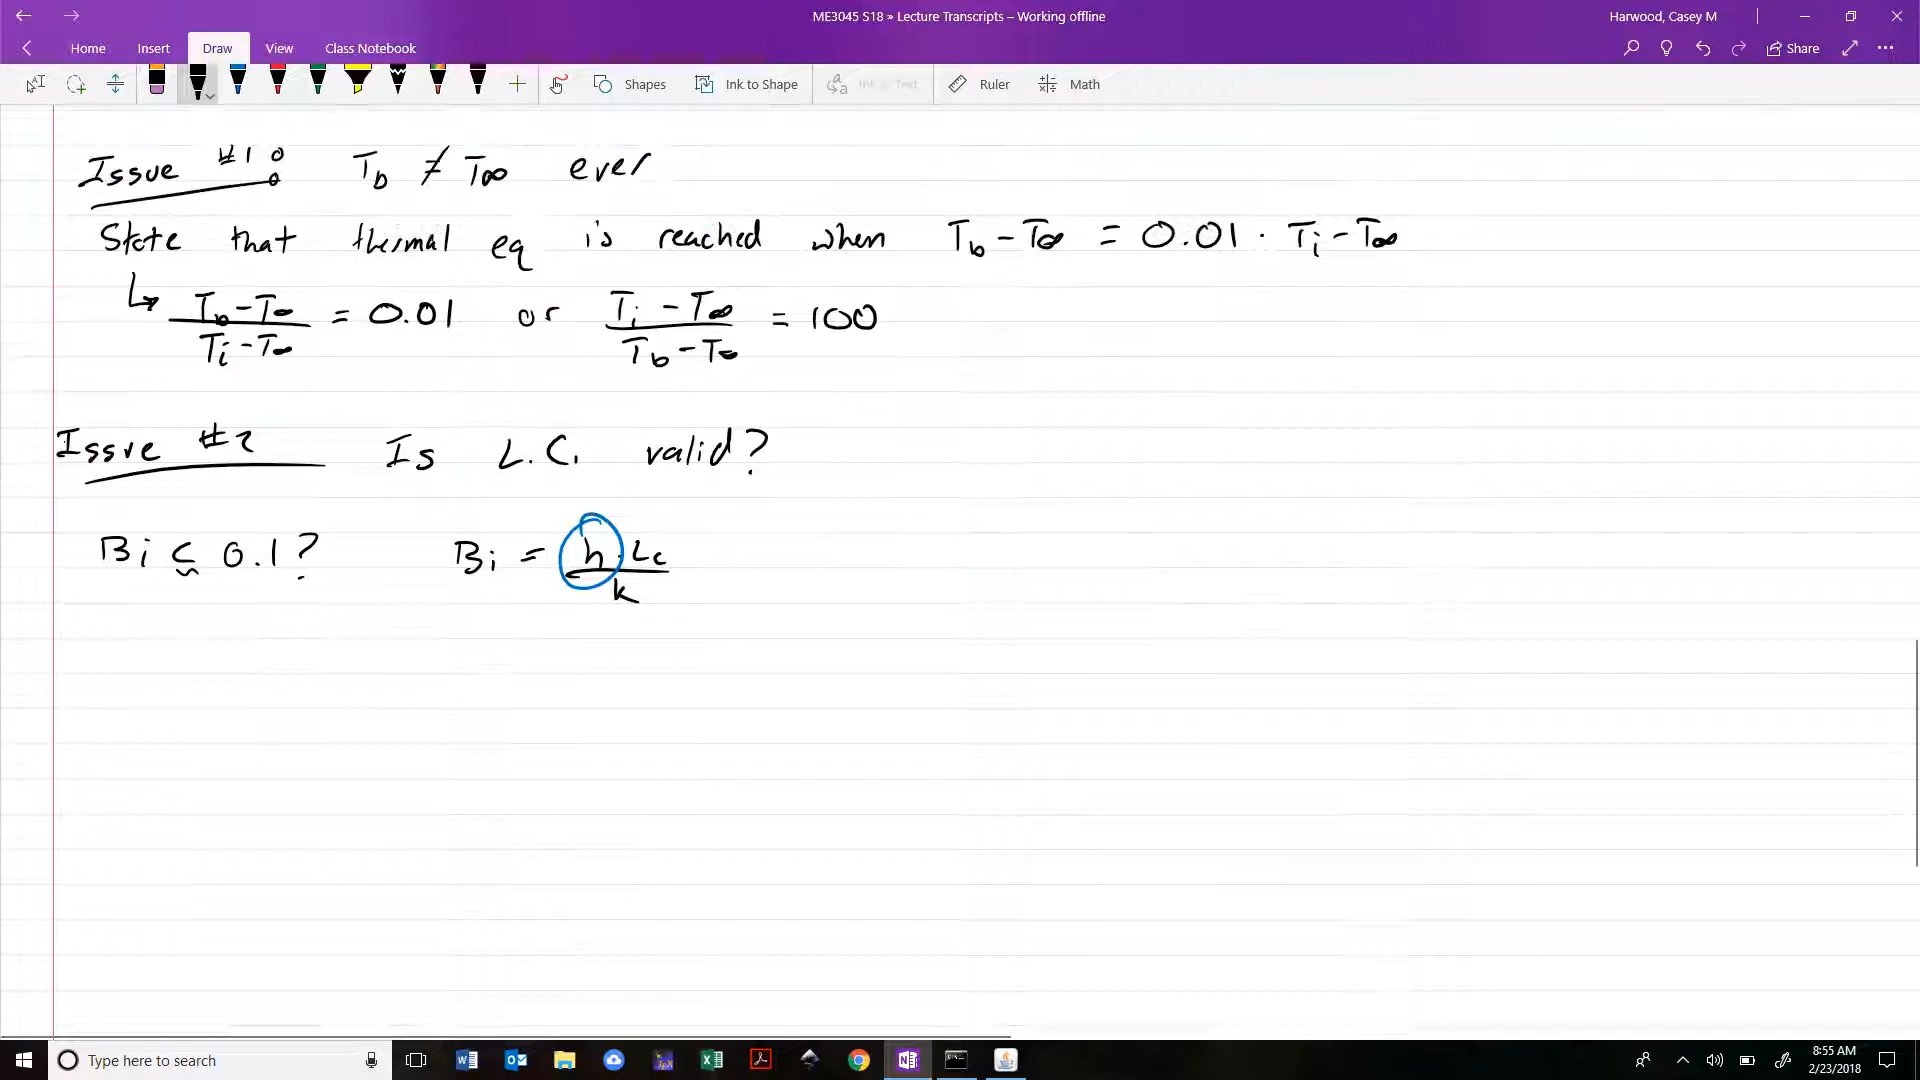 ME3045 S18 » Lecture Transcripts – Working offline
Harwood, Casey M
Home Insert Draw View Class Notebook
Share
Shapes Ink to Shape Ink to Text Ruler Math
Issue #1: Tb ≠ T∞ ever
State that thermal eq is reached when Tb - T∞ = 0.01 · Ti - T∞
↳ (Tb - T∞)/(Ti - T∞) = 0.01 or (Ti - T∞)/(Tb - T∞) = 100
Issue #2 Is L.C. valid?
Bi ≤ 0.1? Bi = (h · Lc)/k
Type here to search
8:55 AM
2/23/2018